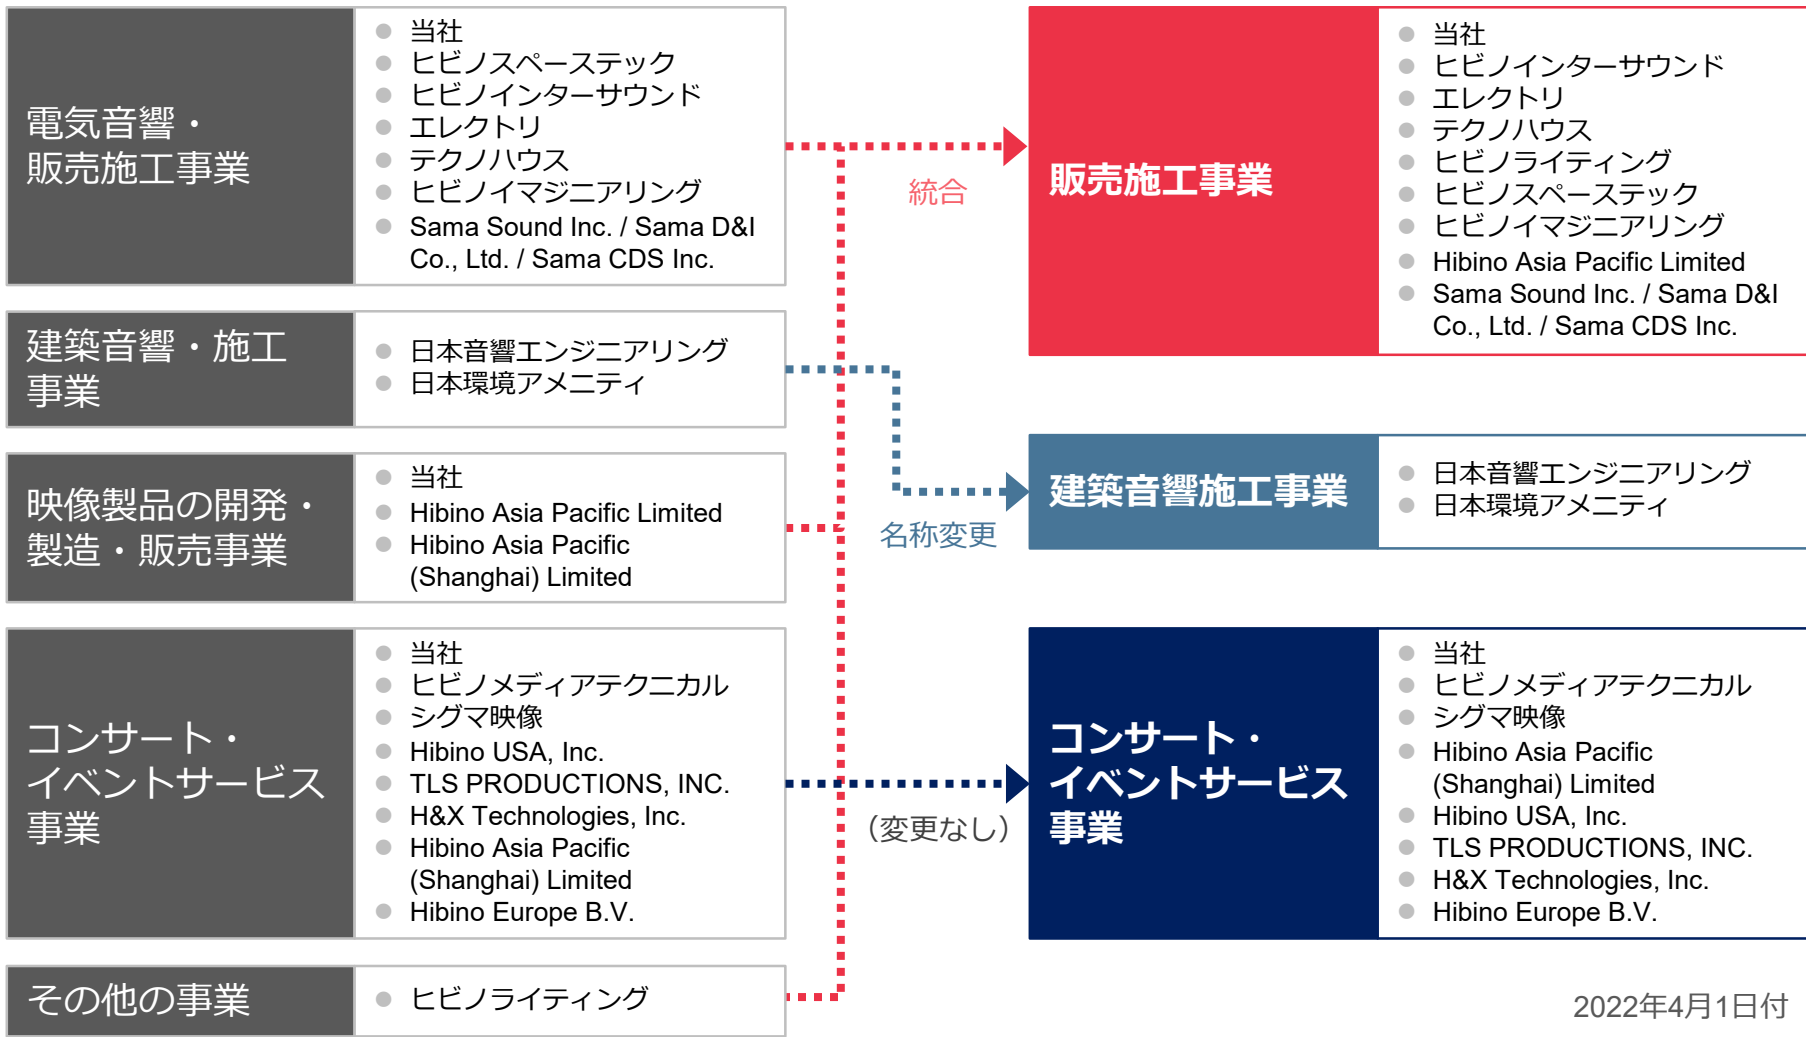 電気音響・
販売施工事業
当社
ヒビノスペーステック
ヒビノインターサウンド
エレクトリ
テクノハウス
ヒビノイマジニアリング
Sama Sound Inc. / Sama D&I
Co., Ltd. / Sama CDS Inc.
建築音響・施工
事業
日本音響エンジニアリング
日本環境アメニティ
映像製品の開発・
製造・販売事業
当社
Hibino Asia Pacific Limited
Hibino Asia Pacific
(Shanghai) Limited
コンサート・
イベントサービス
事業
当社
ヒビノメディアテクニカル
シグマ映像
Hibino USA, Inc.
TLS PRODUCTIONS, INC.
H&X Technologies, Inc.
Hibino Asia Pacific
(Shanghai) Limited
Hibino Europe B.V.
その他の事業
ヒビノライティング
統合
名称変更
（変更なし）
販売施工事業
当社
ヒビノインターサウンド
エレクトリ
テクノハウス
ヒビノライティング
ヒビノスペーステック
ヒビノイマジニアリング
Hibino Asia Pacific Limited
Sama Sound Inc. / Sama D&I
Co., Ltd. / Sama CDS Inc.
建築音響施工事業
日本音響エンジニアリング
日本環境アメニティ
コンサート・
イベントサービス
事業
当社
ヒビノメディアテクニカル
シグマ映像
Hibino Asia Pacific
(Shanghai) Limited
Hibino USA, Inc.
TLS PRODUCTIONS, INC.
H&X Technologies, Inc.
Hibino Europe B.V.
2022年4月1日付